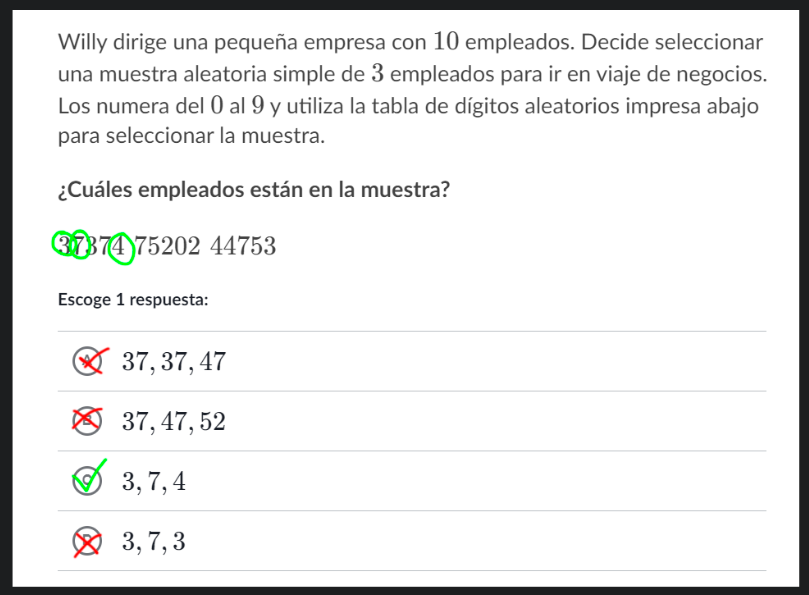 Willy dirige una pequeña empresa con 10 empleados. Decide seleccionar
una muestra aleatoria simple de 3 empleados para ir en viaje de negocios.
Los numera del 0 al 9 y utiliza la tabla de dígitos aleatorios impresa abajo
para seleccionar la muestra.
¿Cuáles empleados están en la muestra?
37374 75202 44753
Escoge 1 respuesta:
A 37, 37, 47
B 37, 47, 52
C 3, 7, 4
D 3, 7, 3